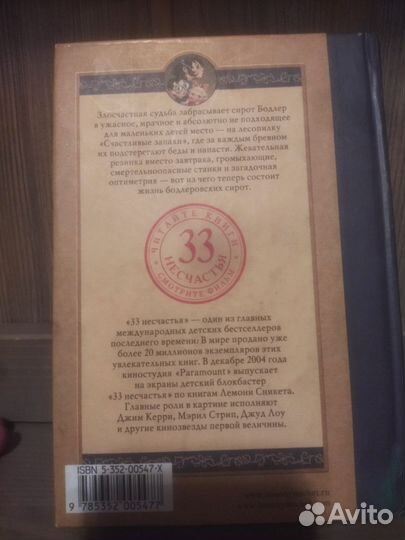 Злосчастная судьба забрасывает сирот Бодлер
в ужасное, мрачное и абсолютно не подходящее
для маленьких детей место — на лесопилку
«Счастливые запахи», где за каждым бревном
их подстерегают беды и напасти. Жевательная
резинка вместо завтрака, громыхающие,
смертельноопасные станки и загадочная
оптиметрия — вот из чего теперь состоит
жизнь бодлеровских сирот.
ЧИТАЙТЕ КНИГИ
33
НЕСЧАСТЬЯ
СМОТРИТЕ ФИЛЬМ
«33 несчастья» — один из главных
международных детских бестселлеров
последнего времени: В мире продано уже
более 20 миллионов экземпляров этих
увлекательных книг. В декабре 2004 года
киностудия «Paramount» выпускает
на экраны детский блокбастер
«33 несчастья» по книгам Лемони Сникета.
Главные роли в картине исполняют
Джим Керри, Мэрил Стрип, Джуд Лоу
и другие кинозвезды первой величины.
ISBN 5-352-00547-X
9 785352 005477
Avito